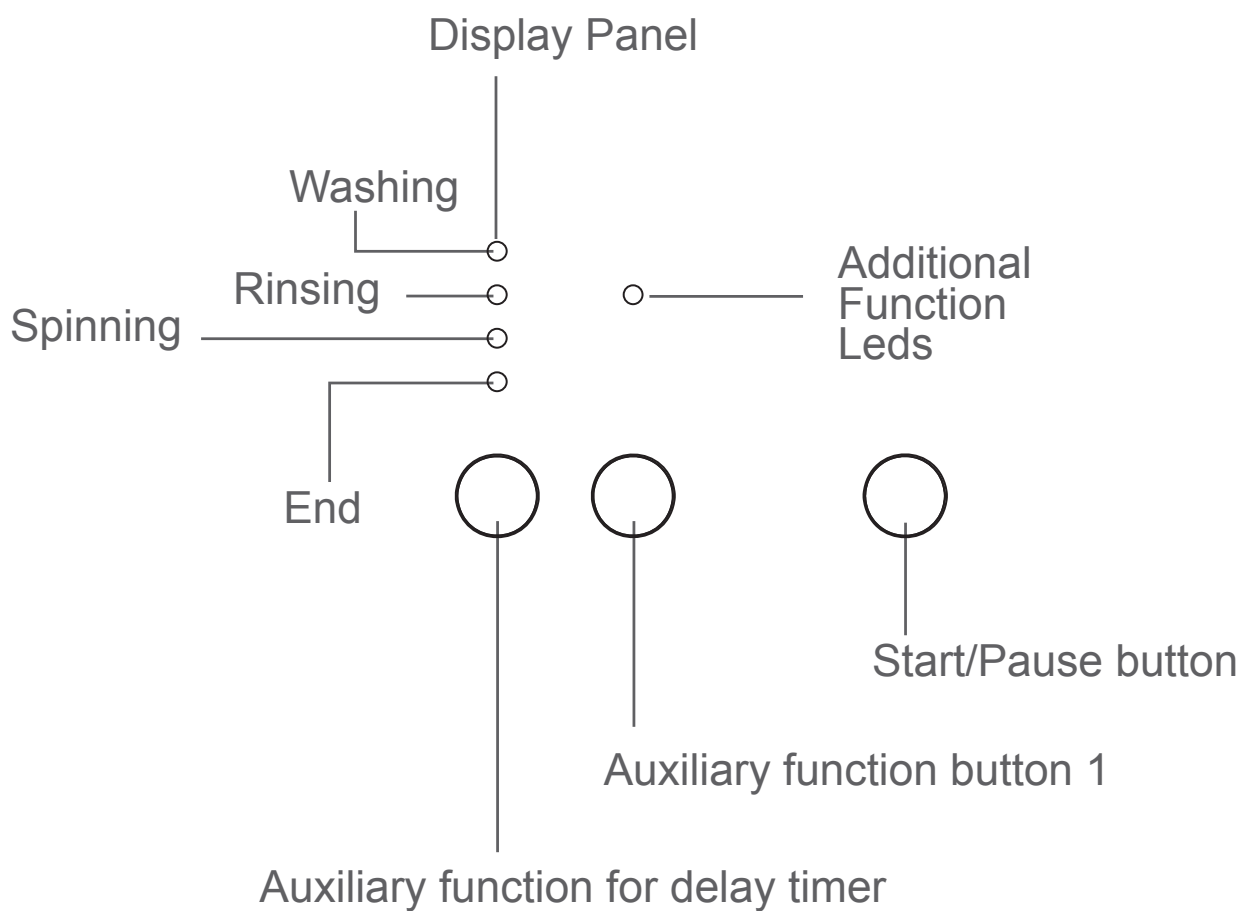 Display Panel
Washing
Rinsing
Spinning
End
Additional
Function
Leds
Start/Pause button
Auxiliary function button 1
Auxiliary function for delay timer